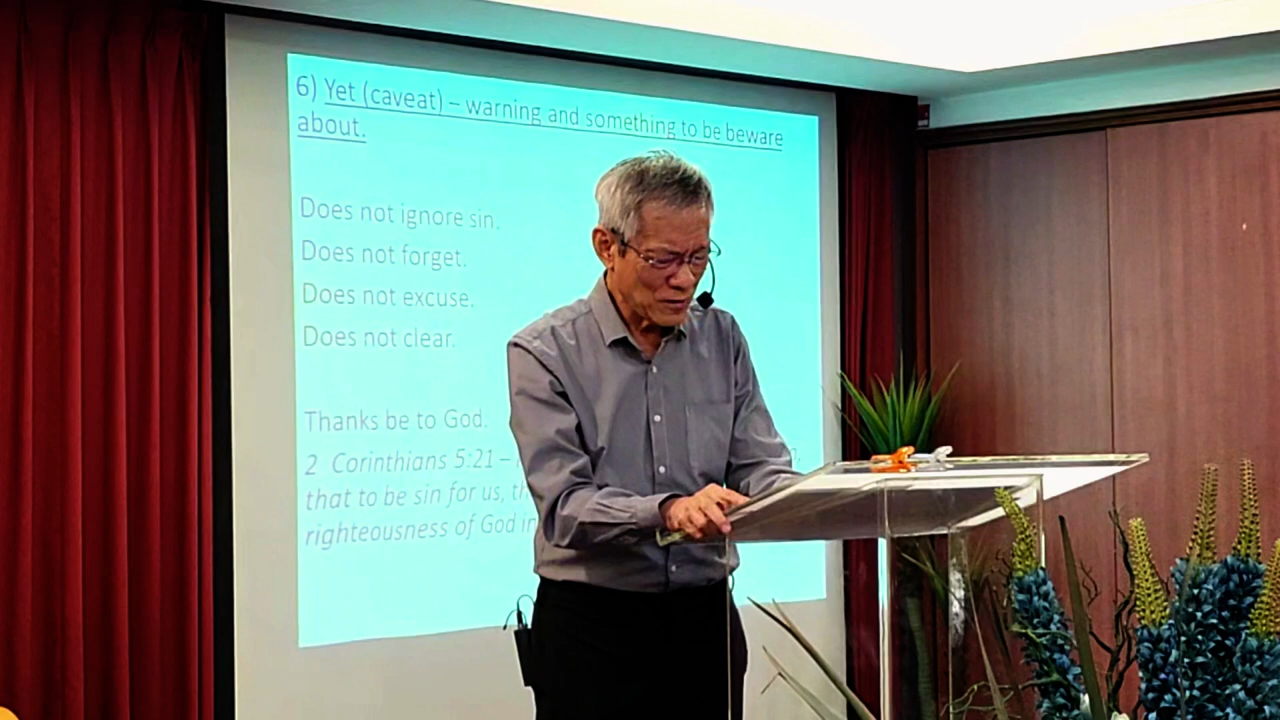 6) Yet (caveat) – warning and something to be beware
about.
Does not ignore sin.
Does not forget.
Does not excuse.
Does not clear.
Thanks be to God.
2 Corinthians 5:21 –
that to be sin for us,
righteousness of God in